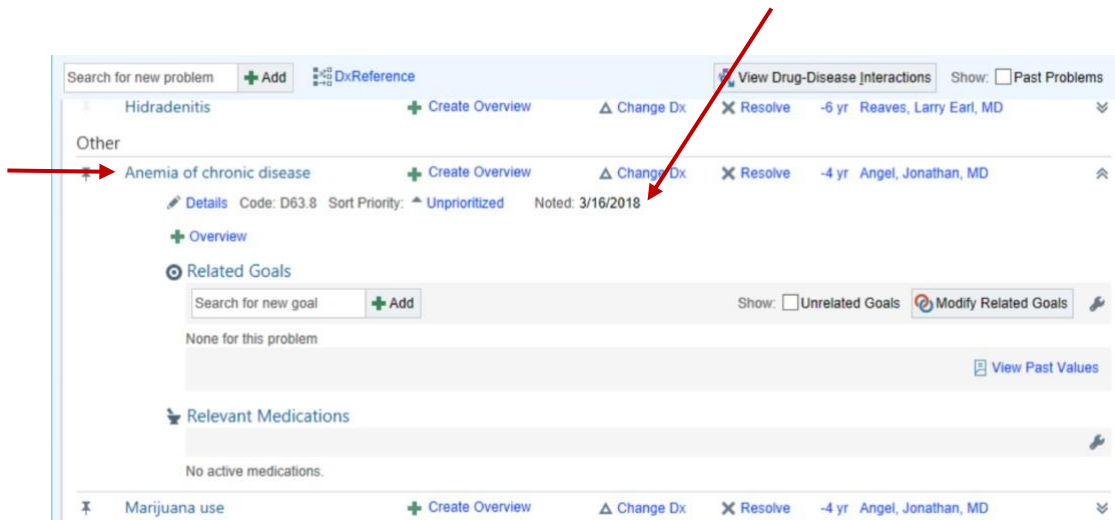 Search for new problem Add DxReference View Drug-Disease Interactions Show: Past Problems
Hidradenitis Create Overview Change Dx Resolve -6 yr Reaves, Larry Earl, MD
Other
Anemia of chronic disease Create Overview Change Dx Resolve -4 yr Angel, Jonathan, MD
Details Code: D63.8 Sort Priority: Unprioritized Noted: 3/16/2018
Overview
Related Goals
Search for new goal Add Show: Unrelated Goals Modify Related Goals
None for this problem
View Past Values
Relevant Medications
No active medications.
Marijuana use Create Overview Change Dx Resolve -4 yr Angel, Jonathan, MD